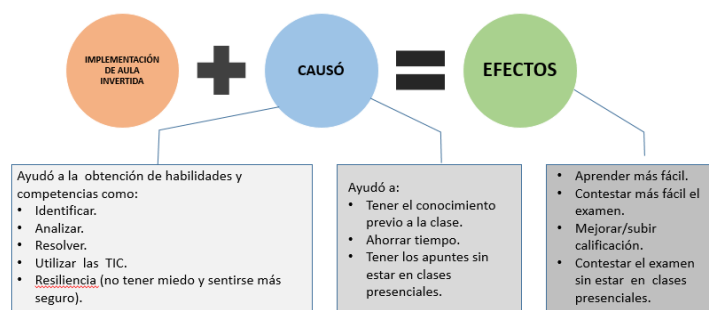 IMPLEMENTACIÓN
DE AULA
INVERTIDA
CAUSÓ
EFECTOS
Ayudó a la obtención de habilidades y
competencias como:
• Identificar.
• Analizar.
• Resolver.
• Utilizar las TIC.
• Resiliencia (no tener miedo y sentirse más
seguro).
Ayudó a:
• Tener el conocimiento
previo a la clase.
• Ahorrar tiempo.
• Tener los apuntes sin
estar en clases
presenciales.
• Aprender más fácil.
• Contestar más fácil el
examen.
• Mejorar/subir
calificación.
• Contestar el examen
sin estar en clases
presenciales.